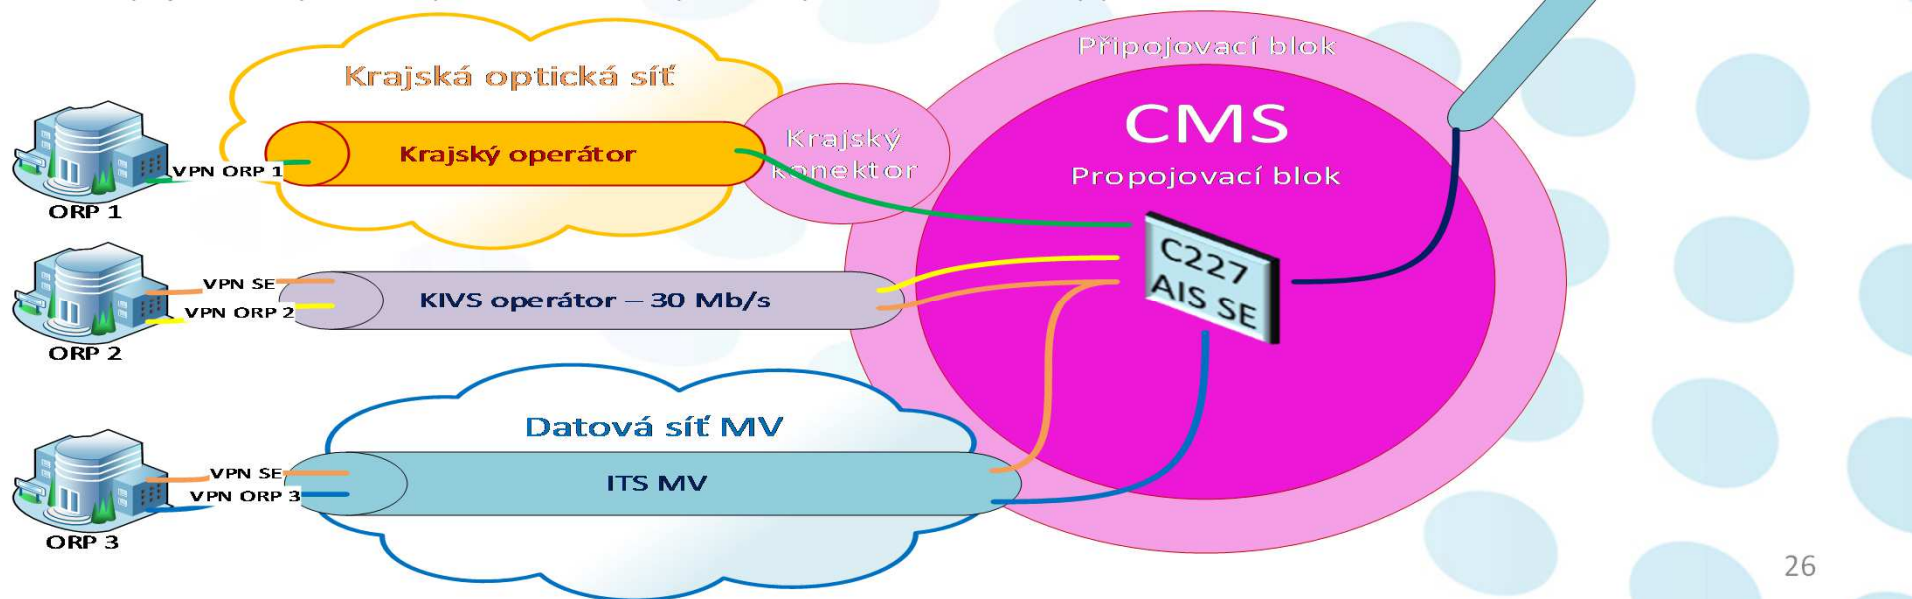 Připojovací blok
Krajská optická síť
CMS
Krajský
konektor
Krajský operátor
Propojovací blok
VPN ORP 1
ORP 1
C227
AIS SE
VPN SE
VPN ORP 2
KIVS operátor – 30 Mb/s
ORP 2
Datová síť MV
VPN SE
VPN ORP 3
ITS MV
ORP 3
26